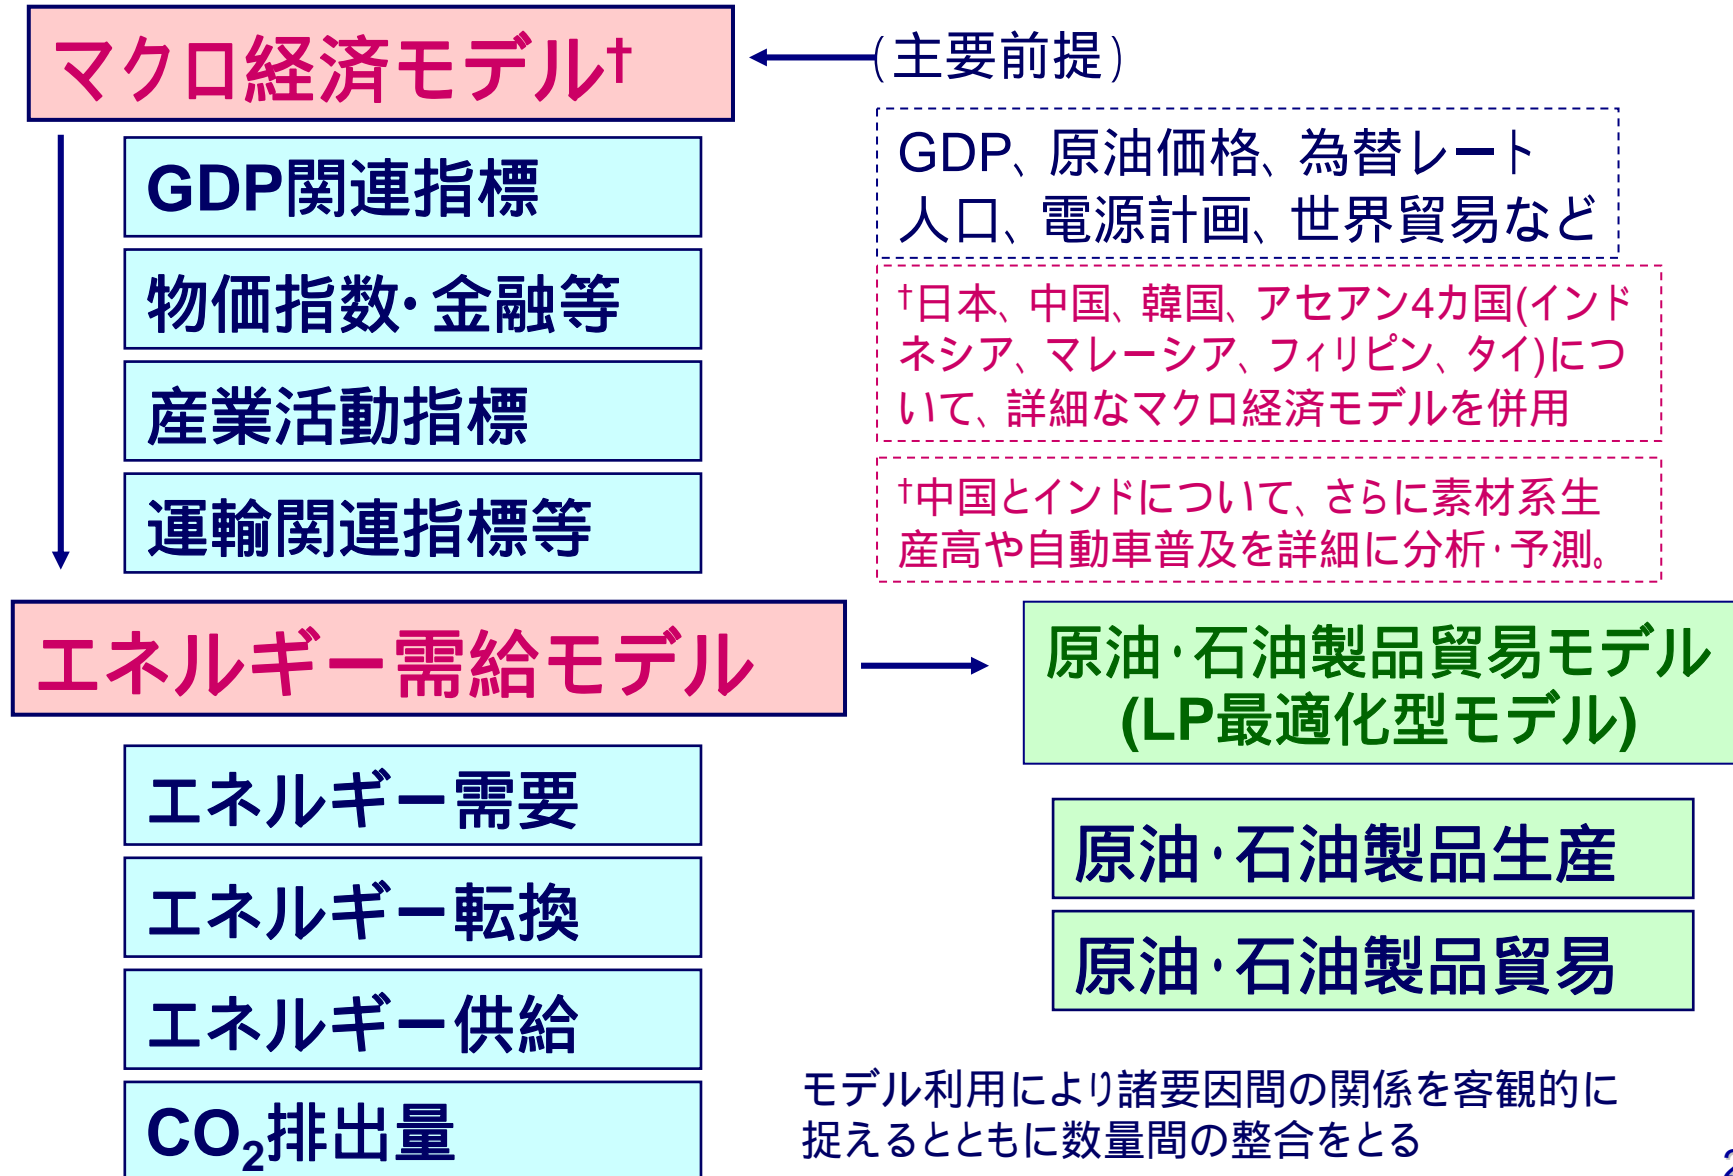 マクロ経済モデル†
(主要前提)
GDP関連指標
物価指数・金融等
産業活動指標
運輸関連指標等
GDP、原油価格、為替レート
人口、電源計画、世界貿易など
†日本、中国、韓国、アセアン4カ国(インド
ネシア、マレーシア、フィリピン、タイ)につ
いて、詳細なマクロ経済モデルを併用
†中国とインドについて、さらに素材系生
産高や自動車普及を詳細に分析・予測。
エネルギー需給モデル
原油・石油製品貿易モデル
(LP最適化型モデル)
エネルギー需要
エネルギー転換
エネルギー供給
CO₂排出量
原油・石油製品生産
原油・石油製品貿易
モデル利用により諸要因間の関係を客観的に
捉えるとともに数量間の整合をとる